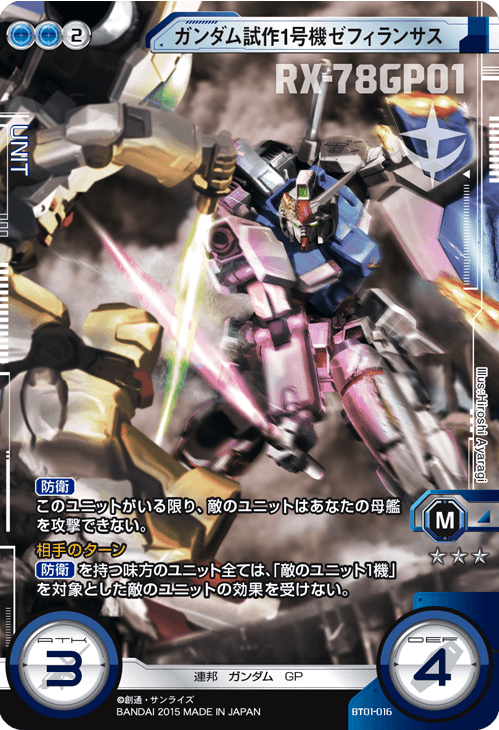 2
ガンダム試作1号機ゼフィランサス
RX-78GP01
UNIT
Illus:Hiroshi Ayaragi
防衛
このユニットがいる限り、敵のユニットはあなたの母艦
を攻撃できない。
相手のターン
防衛 を持つ味方のユニット全ては、「敵のユニット1機」
を対象とした敵のユニットの効果を受けない。
M
ATK
3
DEF
4
連邦 ガンダム GP
©創通・サンライズ
BANDAI 2015 MADE IN JAPAN
BT01-016